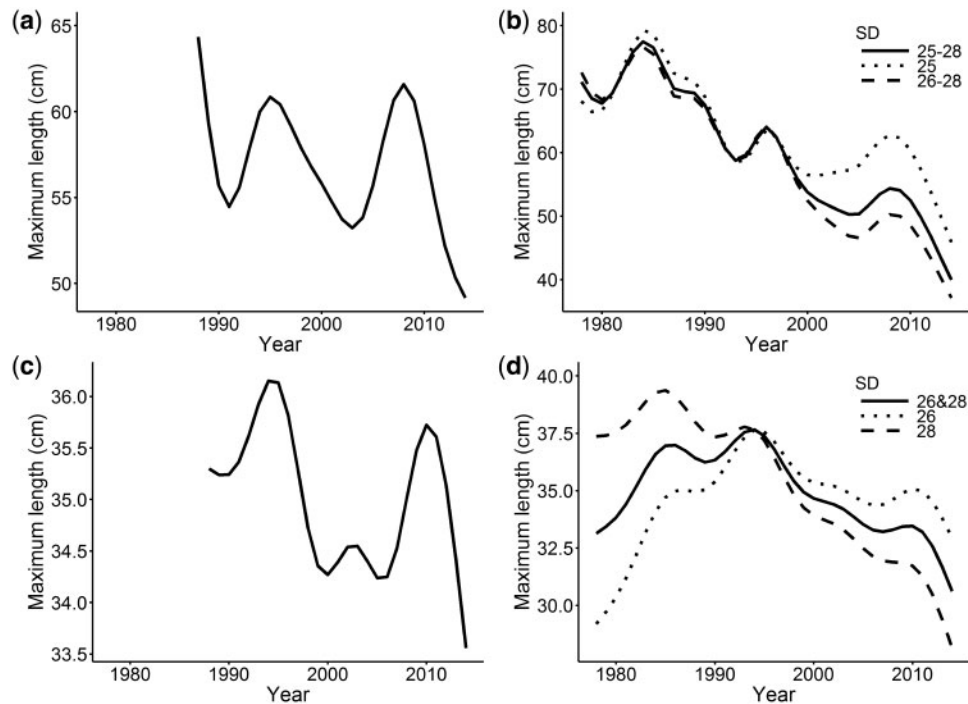 (a)
Maximum length (cm)
65
60
55
50
1980 1990 2000 2010
Year
(b)
Maximum length (cm)
80
70
60
50
40
SD
25-28
25
26-28
1980 1990 2000 2010
Year
(c)
Maximum length (cm)
36.0
35.5
35.0
34.5
34.0
33.5
1980 1990 2000 2010
Year
(d)
Maximum length (cm)
40.0
37.5
35.0
32.5
30.0
SD
26&28
26
28
1980 1990 2000 2010
Year